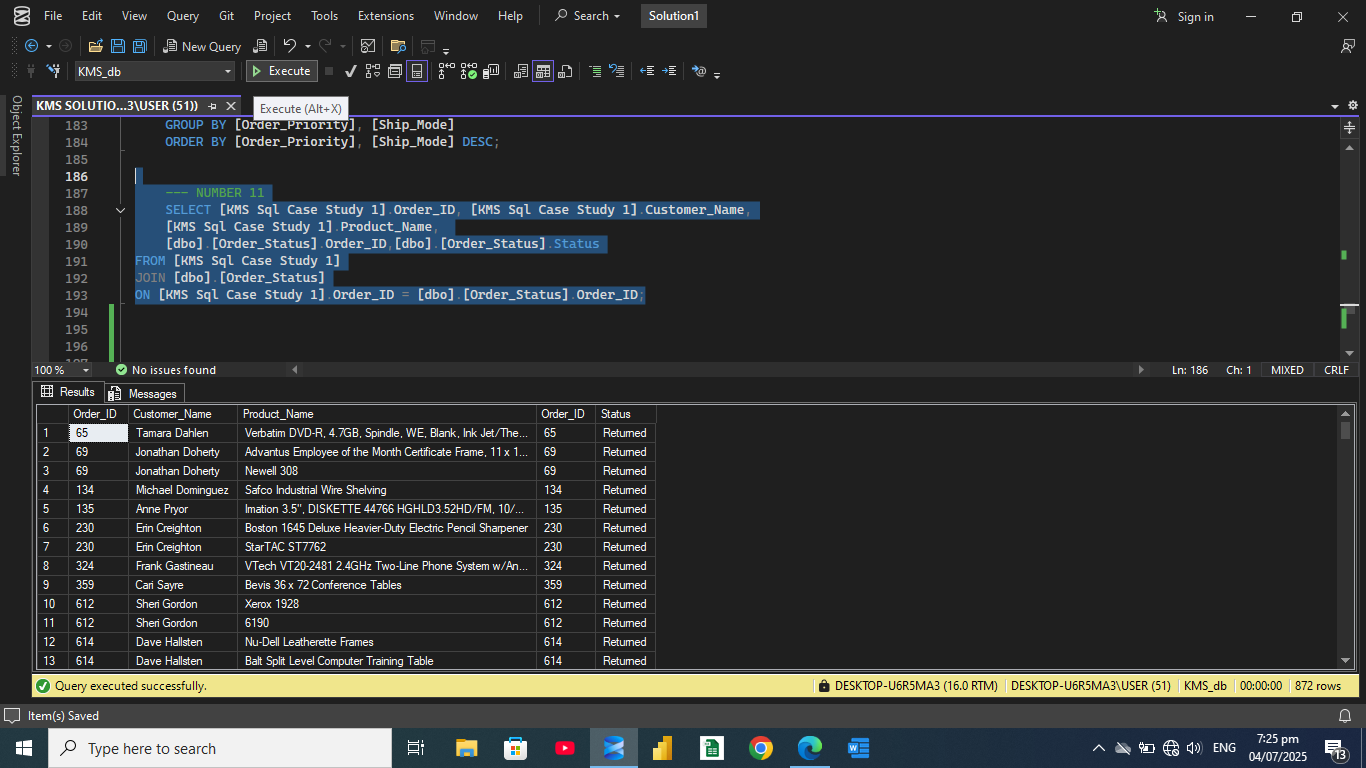 File Edit View Query Git Project Tools Extensions Window Help Search Solution1 Sign in
New Query
KMS_db Execute
KMS SOLUTIO...3\USER (51))
Execute (Alt+X)
Object Explorer
183 GROUP BY [Order_Priority], [Ship_Mode]
184 ORDER BY [Order_Priority], [Ship_Mode] DESC;
185
186
187 --- NUMBER 11
188 SELECT [KMS Sql Case Study 1].Order_ID, [KMS Sql Case Study 1].Customer_Name,
189 [KMS Sql Case Study 1].Product_Name,
190 [dbo].[Order_Status].Order_ID,[dbo].[Order_Status].Status
191 FROM [KMS Sql Case Study 1]
192 JOIN [dbo].[Order_Status]
193 ON [KMS Sql Case Study 1].Order_ID = [dbo].[Order_Status].Order_ID;
194
195
196
100 % No issues found Ln: 186 Ch: 1 MIXED CRLF
Results Messages
Order_ID Customer_Name Product_Name Order_ID Status
1 65 Tamara Dahlen Verbatim DVD-R, 4.7GB, Spindle, WE, Blank, Ink Jet/The... 65 Returned
2 69 Jonathan Doherty Advantus Employee of the Month Certificate Frame, 11 x 1... 69 Returned
3 69 Jonathan Doherty Newell 308 69 Returned
4 134 Michael Dominguez Safco Industrial Wire Shelving 134 Returned
5 135 Anne Pryor Imation 3.5", DISKETTE 44766 HGHLD3.52HD/FM, 10/... 135 Returned
6 230 Erin Creighton Boston 1645 Deluxe Heavier-Duty Electric Pencil Sharpener 230 Returned
7 230 Erin Creighton StarTAC ST7762 230 Returned
8 324 Frank Gastineau VTech VT20-2481 2.4GHz Two-Line Phone System w/An... 324 Returned
9 359 Cari Sayre Bevis 36 x 72 Conference Tables 359 Returned
10 612 Sheri Gordon Xerox 1928 612 Returned
11 612 Sheri Gordon 6190 612 Returned
12 614 Dave Hallsten Nu-Dell Leatherette Frames 614 Returned
13 614 Dave Hallsten Balt Split Level Computer Training Table 614 Returned
Query executed successfully. DESKTOP-U6R5MA3 (16.0 RTM) DESKTOP-U6R5MA3\USER (51) KMS_db 00:00:00 872 rows
Item(s) Saved
Type here to search ENG 7:25 pm
04/07/2025
13